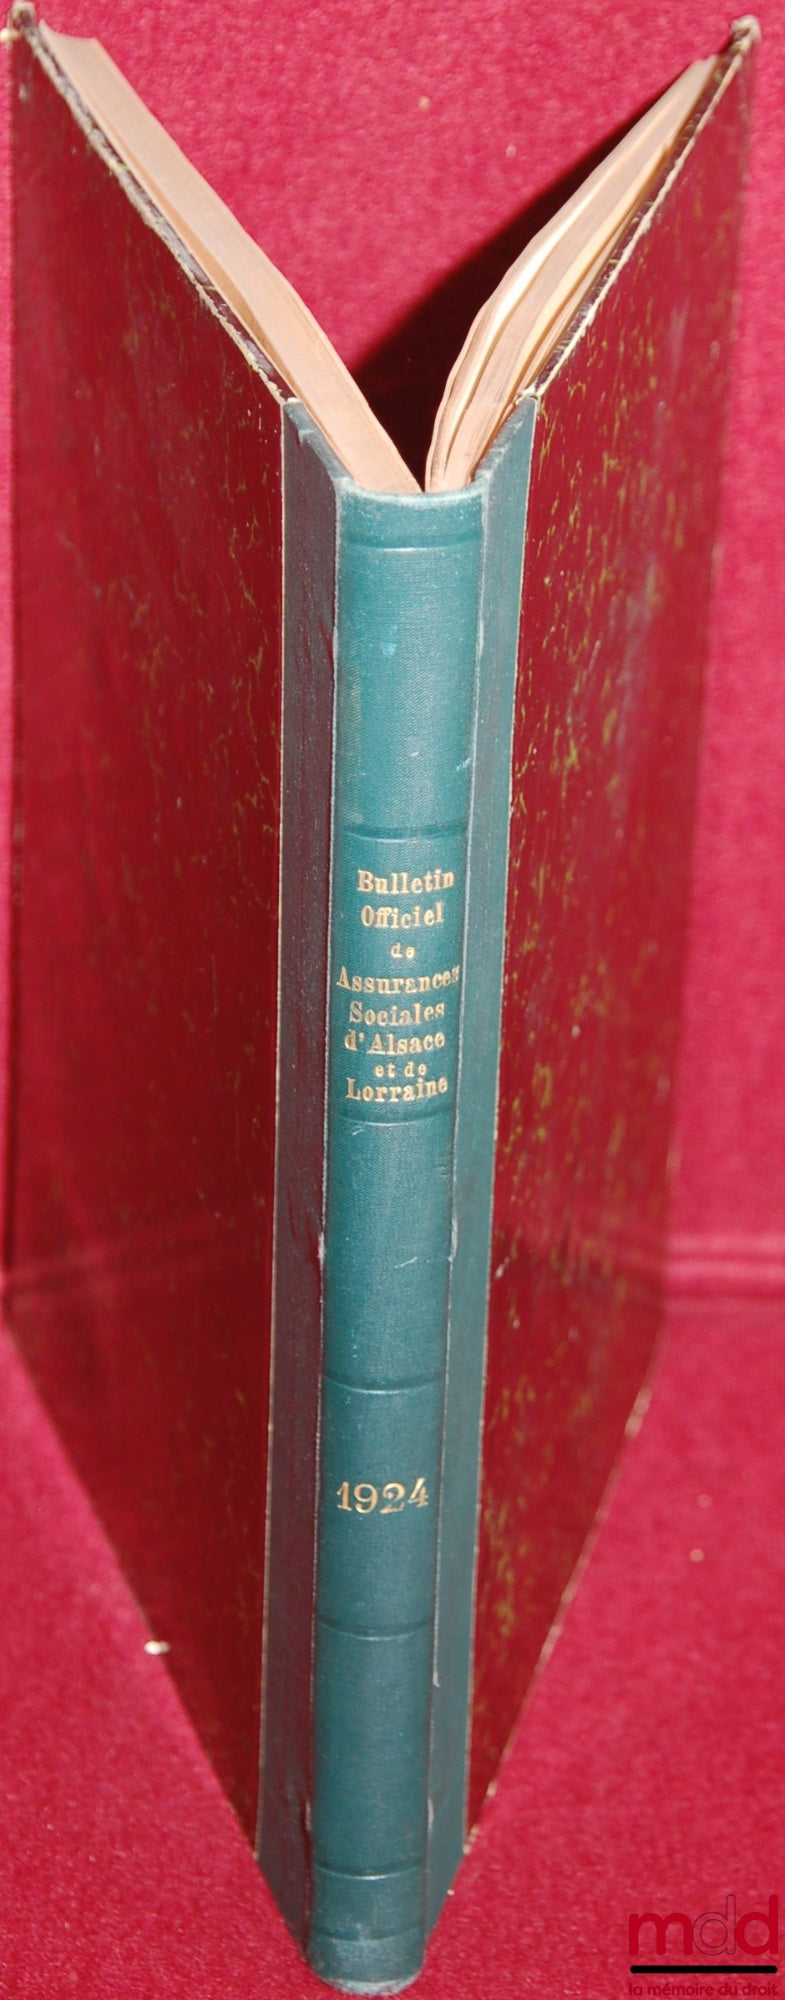 Bulletin
Officiel
de
Assurances
Sociales
d'Alsace
et de
Lorraine
1924
mdd
la mémoire du droit